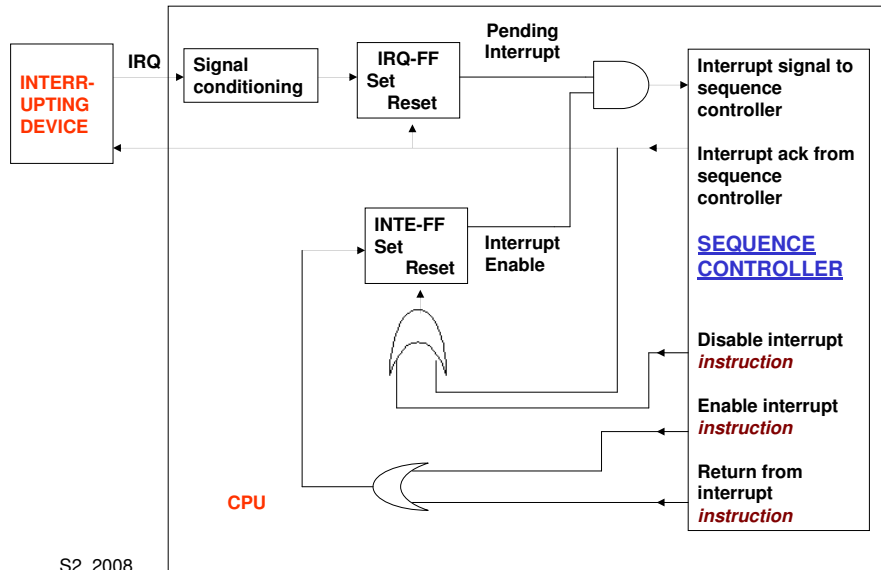 IRQ
INTERR-
UPTING
DEVICE
Signal
conditioning
IRQ-FF
Set
Reset
Pending
Interrupt
Interrupt signal to
sequence
controller
Interrupt ack from
sequence
controller
INTE-FF
Set
Reset
Interrupt
Enable
SEQUENCE
CONTROLLER
Disable interrupt
instruction
Enable interrupt
instruction
Return from
interrupt
instruction
CPU
S2, 2008